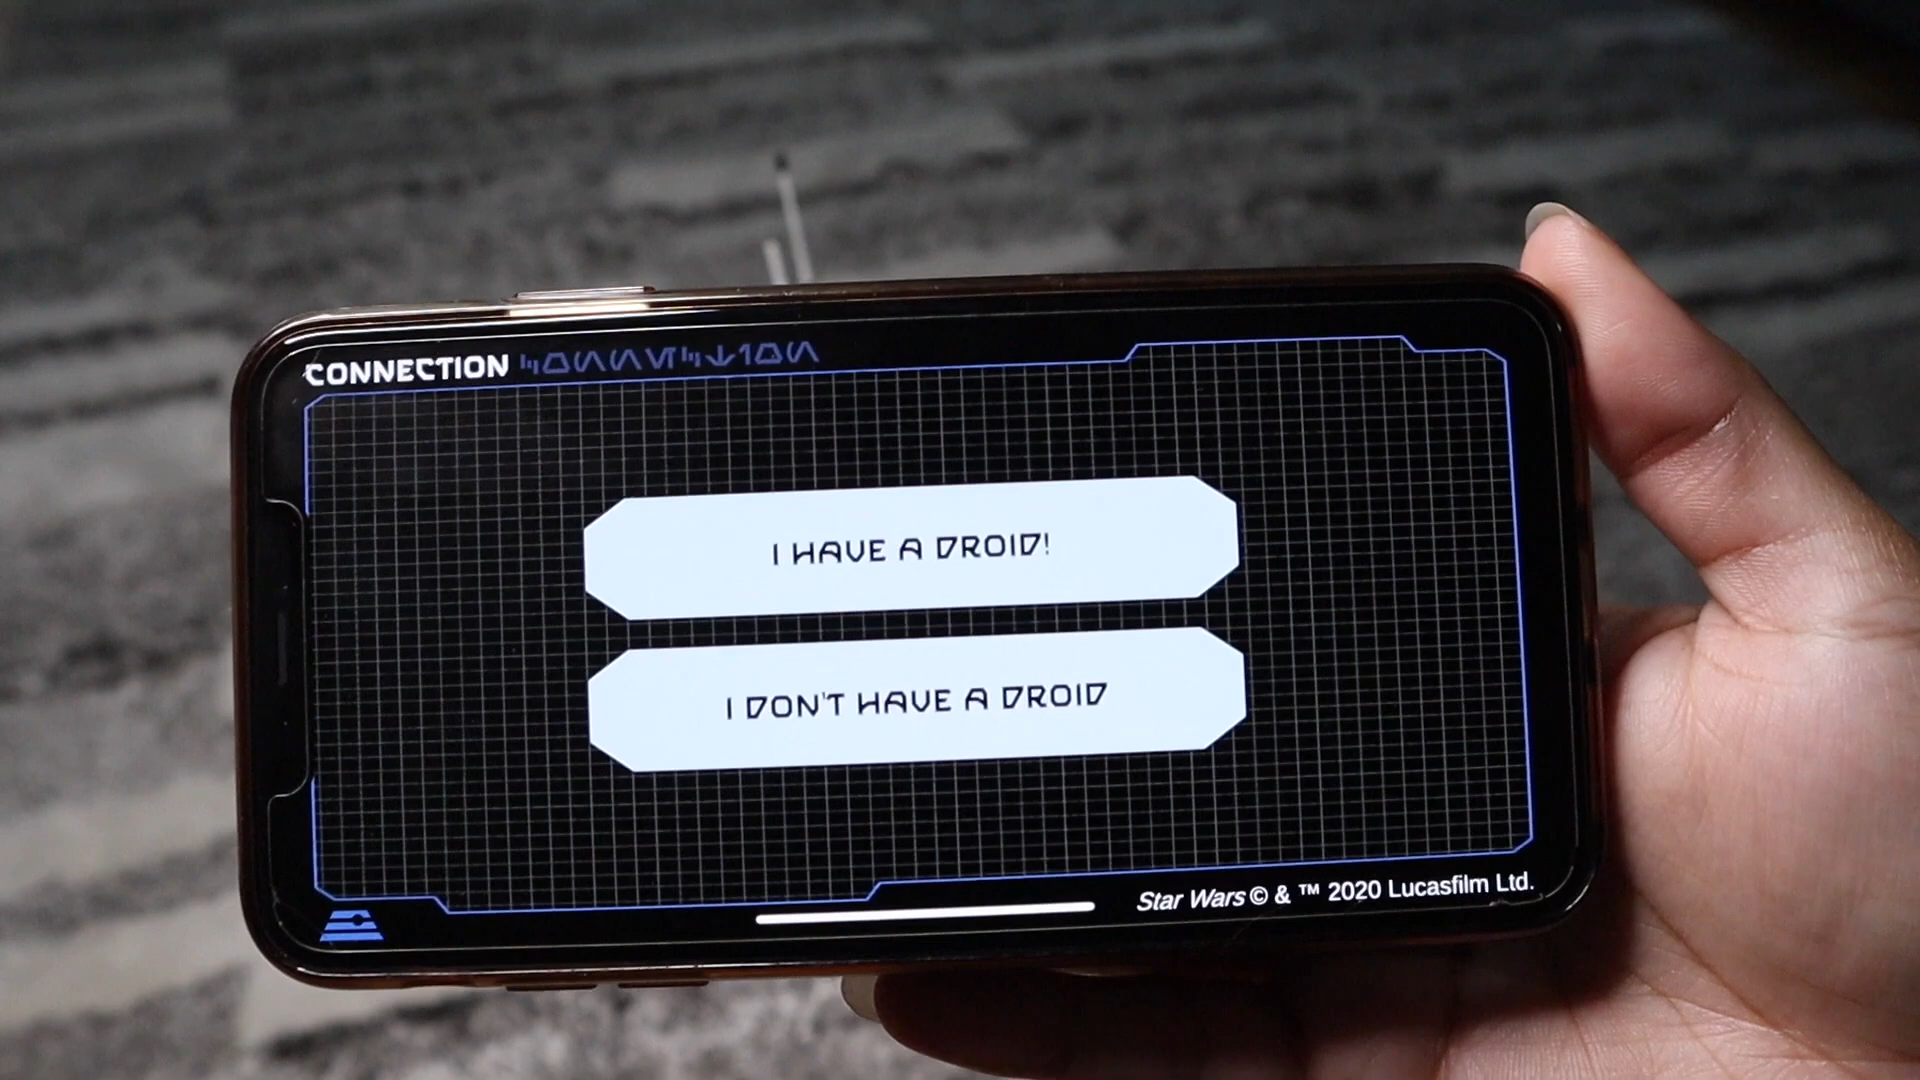 CONNECTION
I HAVE A DROID!
I DON'T HAVE A DROID
Star Wars © & ™ 2020 Lucasfilm Ltd.